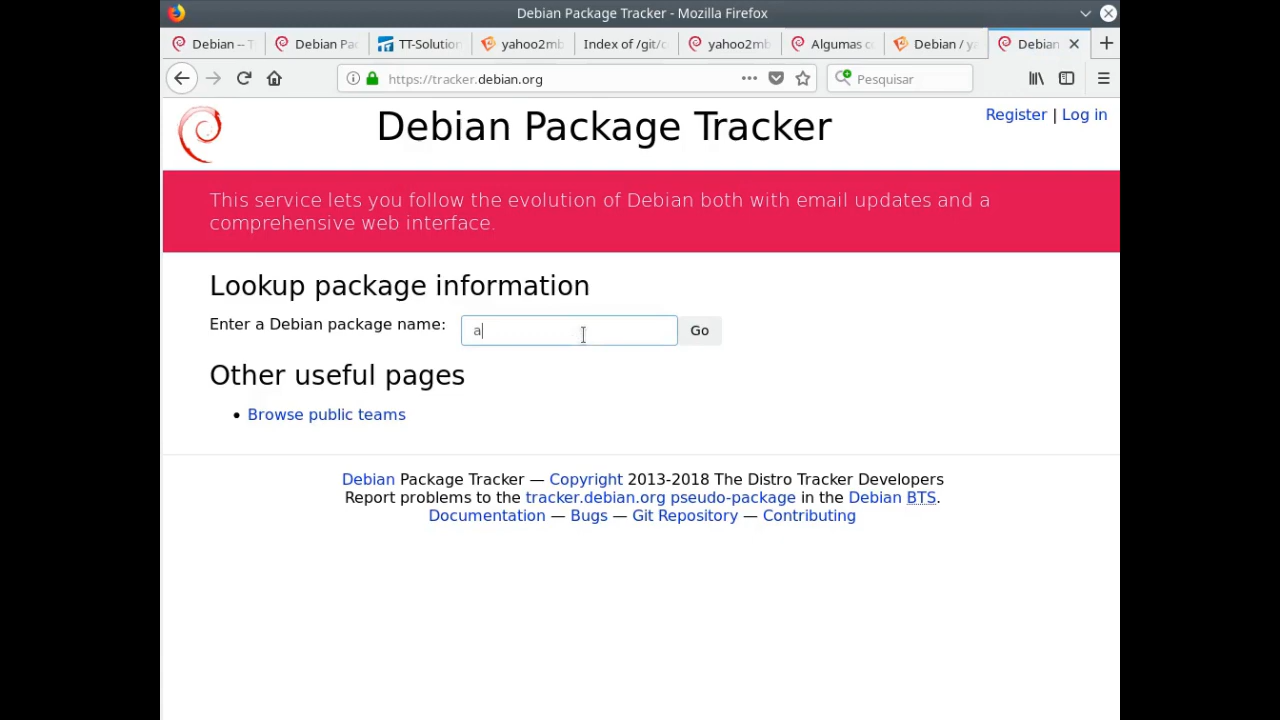 Debian Package Tracker - Mozilla Firefox
Debian -- T
Debian Pac
TT-Solution
yahoo2mb
Index of /git/c
yahoo2mb
Algumas c
Debian / ya
Debian
https://tracker.debian.org
Pesquisar
Debian Package Tracker
Register | Log in
This service lets you follow the evolution of Debian both with email updates and a
comprehensive web interface.
Lookup package information
Enter a Debian package name:
a
Go
Other useful pages
Browse public teams
Debian Package Tracker — Copyright 2013-2018 The Distro Tracker Developers
Report problems to the tracker.debian.org pseudo-package in the Debian BTS.
Documentation — Bugs — Git Repository — Contributing